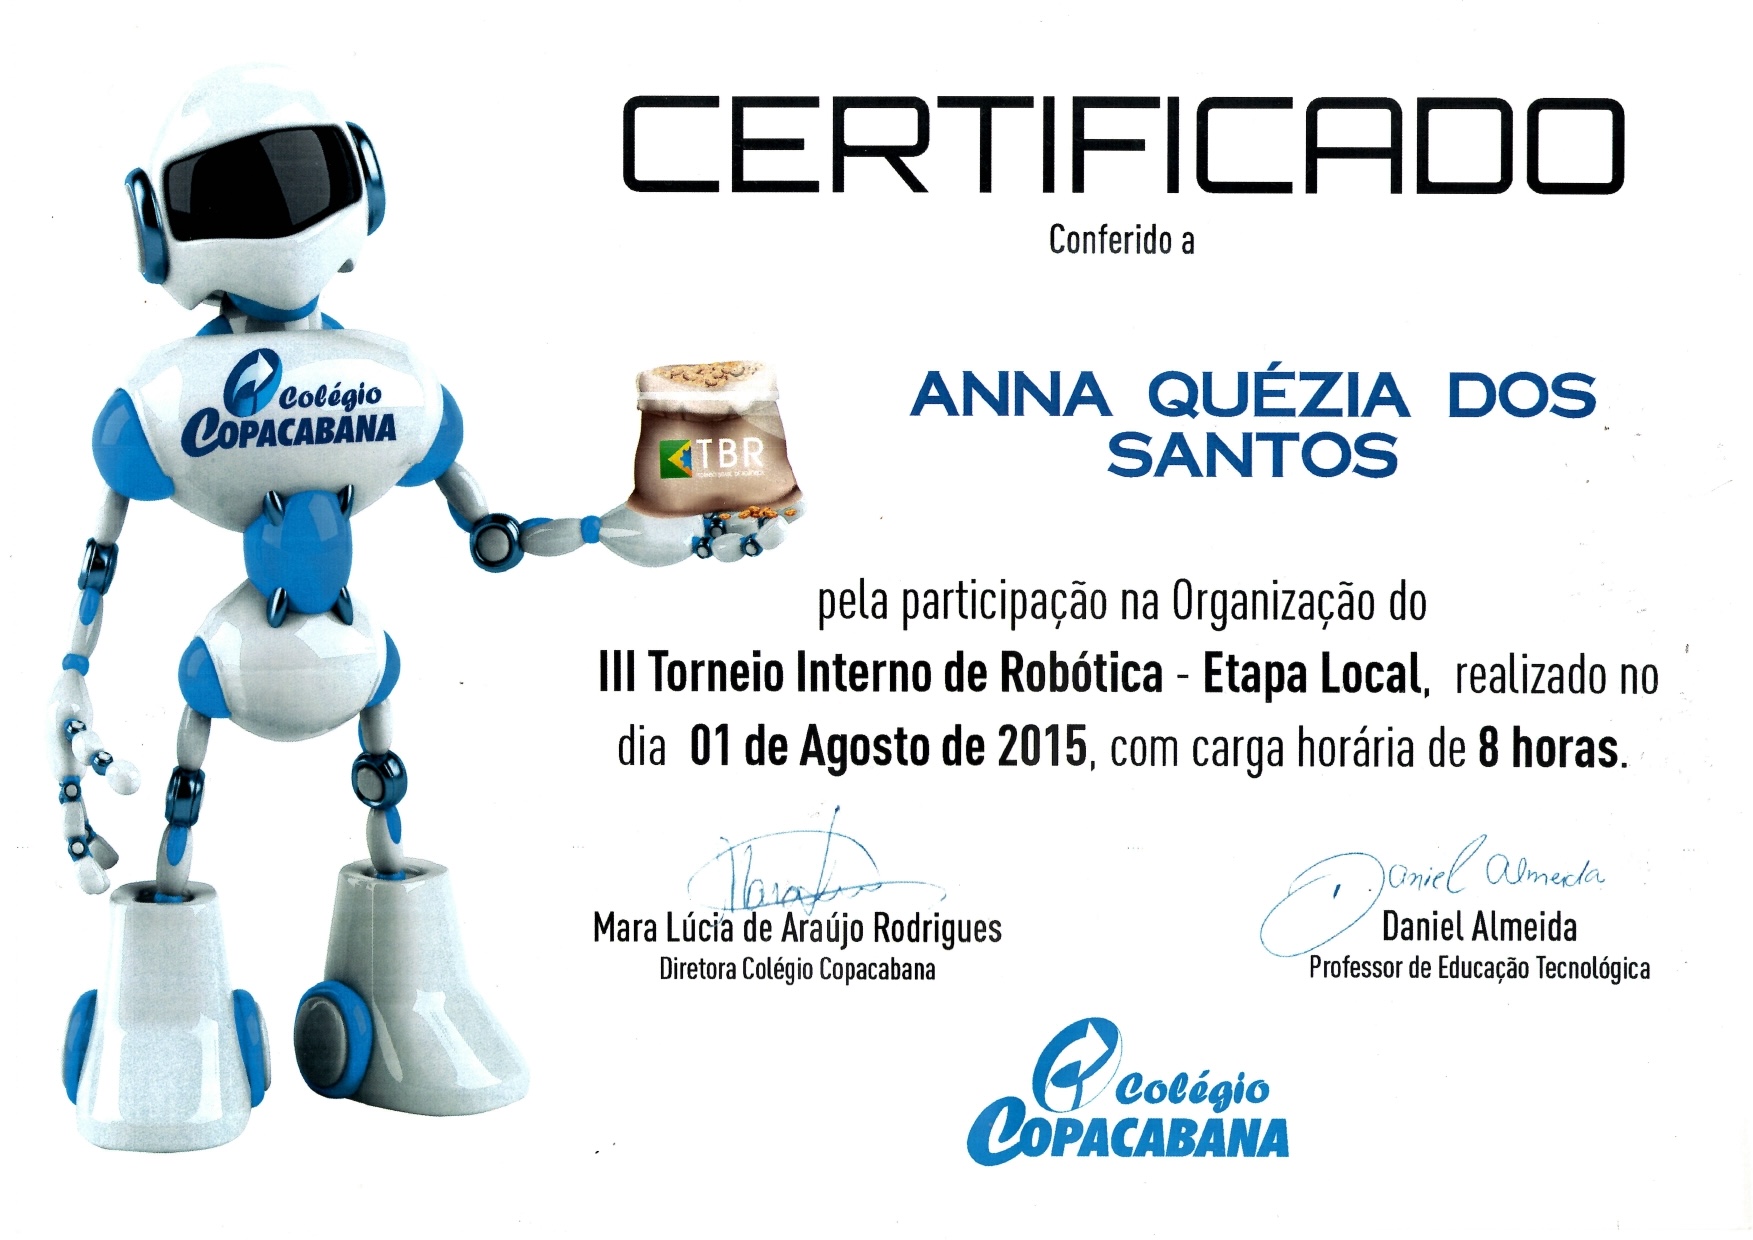 CERTIFICADO
Conferido a
Colégio
COPACABANA
TBR
ANNA QUÉZIA DOS
SANTOS
pela participação na Organização do
III Torneio Interno de Robótica - Etapa Local, realizado no
dia 01 de Agosto de 2015, com carga horária de 8 horas.
Daniel Almeida
Mara Lúcia de Araújo Rodrigues
Diretora Colégio Copacabana
Daniel Almeida
Professor de Educação Tecnológica
Colégio
COPACABANA